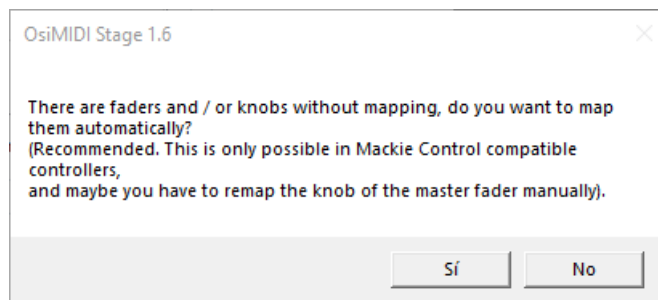 OsiMIDI Stage 1.6
There are faders and / or knobs without mapping, do you want to map
them automatically?
(Recommended. This is only possible in Mackie Control compatible
controllers,
and maybe you have to remap the knob of the master fader manually).
Sí
No